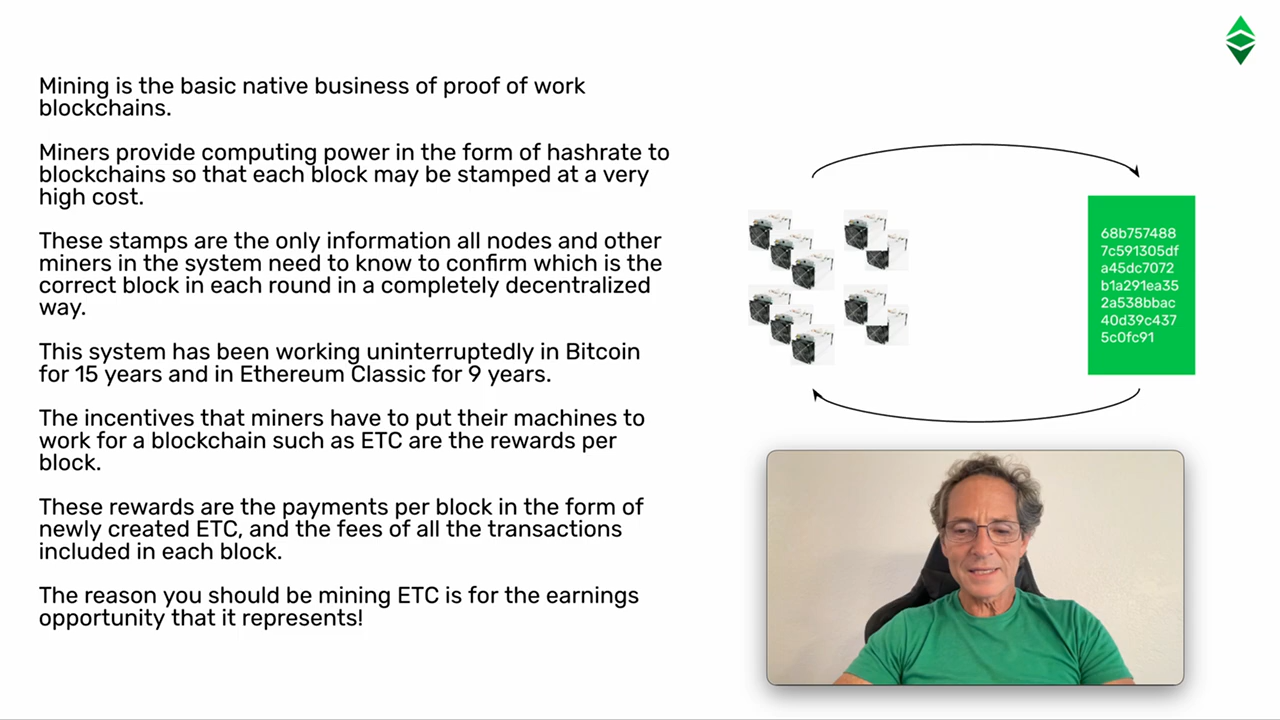 Mining is the basic native business of proof of work
blockchains.
Miners provide computing power in the form of hashrate to
blockchains so that each block may be stamped at a very
high cost.
These stamps are the only information all nodes and other
miners in the system need to know to confirm which is the
correct block in each round in a completely decentralized
way.
This system has been working uninterruptedly in Bitcoin
for 15 years and in Ethereum Classic for 9 years.
The incentives that miners have to put their machines to
work for a blockchain such as ETC are the rewards per
block.
These rewards are the payments per block in the form of
newly created ETC, and the fees of all the transactions
included in each block.
The reason you should be mining ETC is for the earnings
opportunity that it represents!
68b757488
7c591305df
a45dc7072
b1a291ea35
2a538bbac
40d39c437
5c0fc91